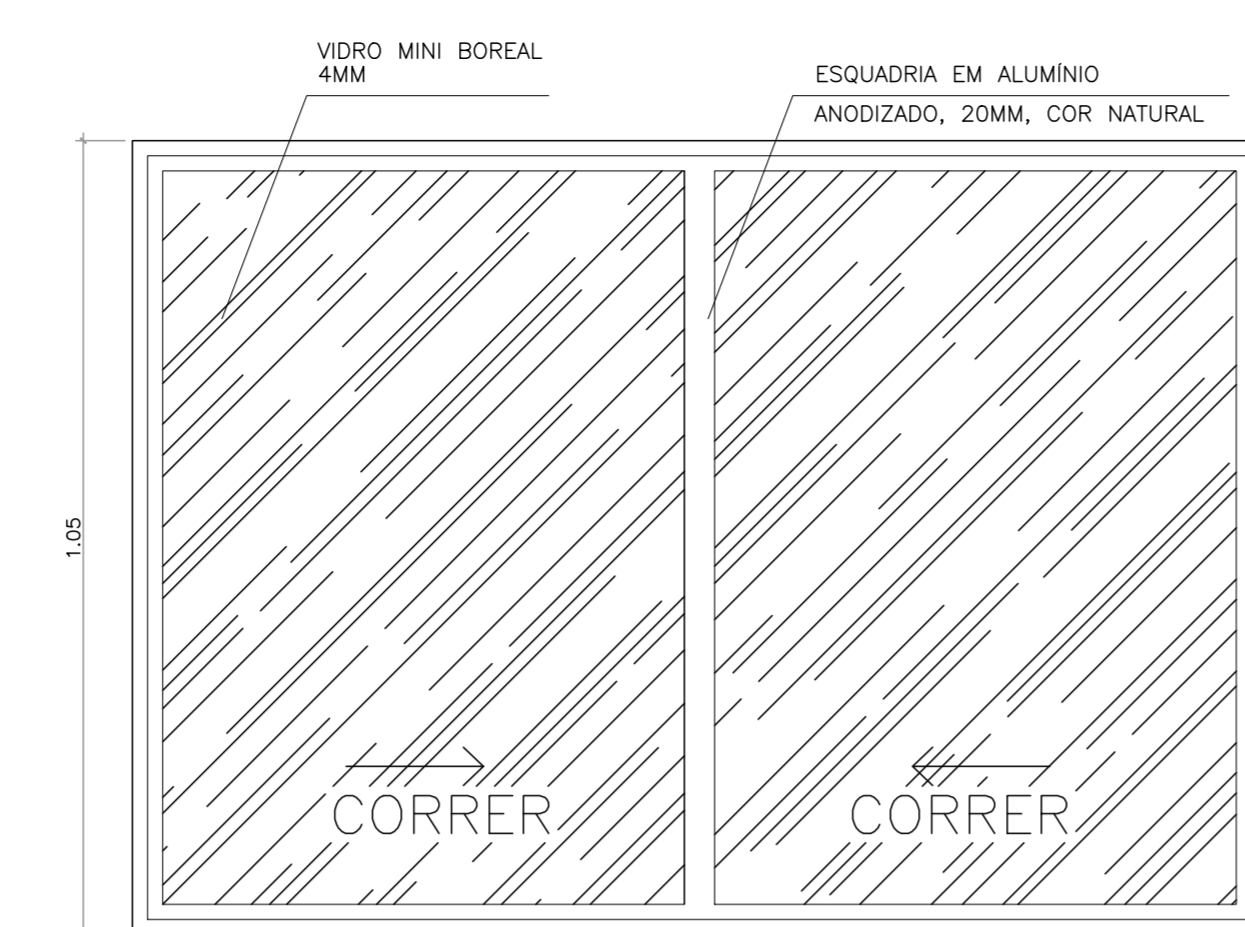 VIDRO MINI BOREAL
4MM
ESQUADRIA EM ALUMÍNIO
ANODIZADO, 20MM, COR NATURAL
1.05
CORRER
CORRER